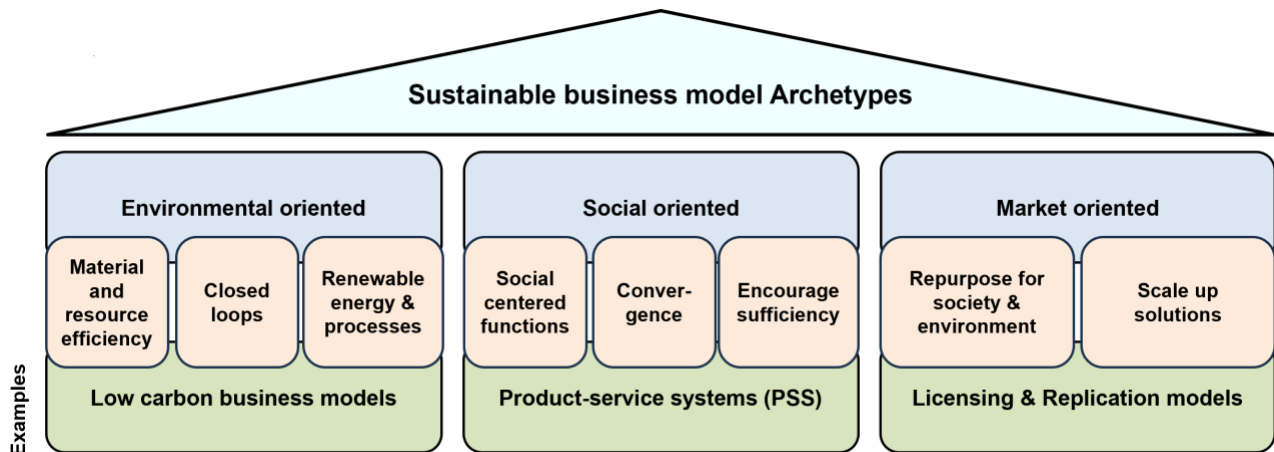 Sustainable business model Archetypes
Environmental oriented
Material
and
resource
efficiency
Closed
loops
Renewable
energy &
processes
Low carbon business models
Social oriented
Social
centered
functions
Conver-
gence
Encourage
sufficiency
Product-service systems (PSS)
Market oriented
Repurpose for
society &
environment
Scale up
solutions
Licensing & Replication models
Examples